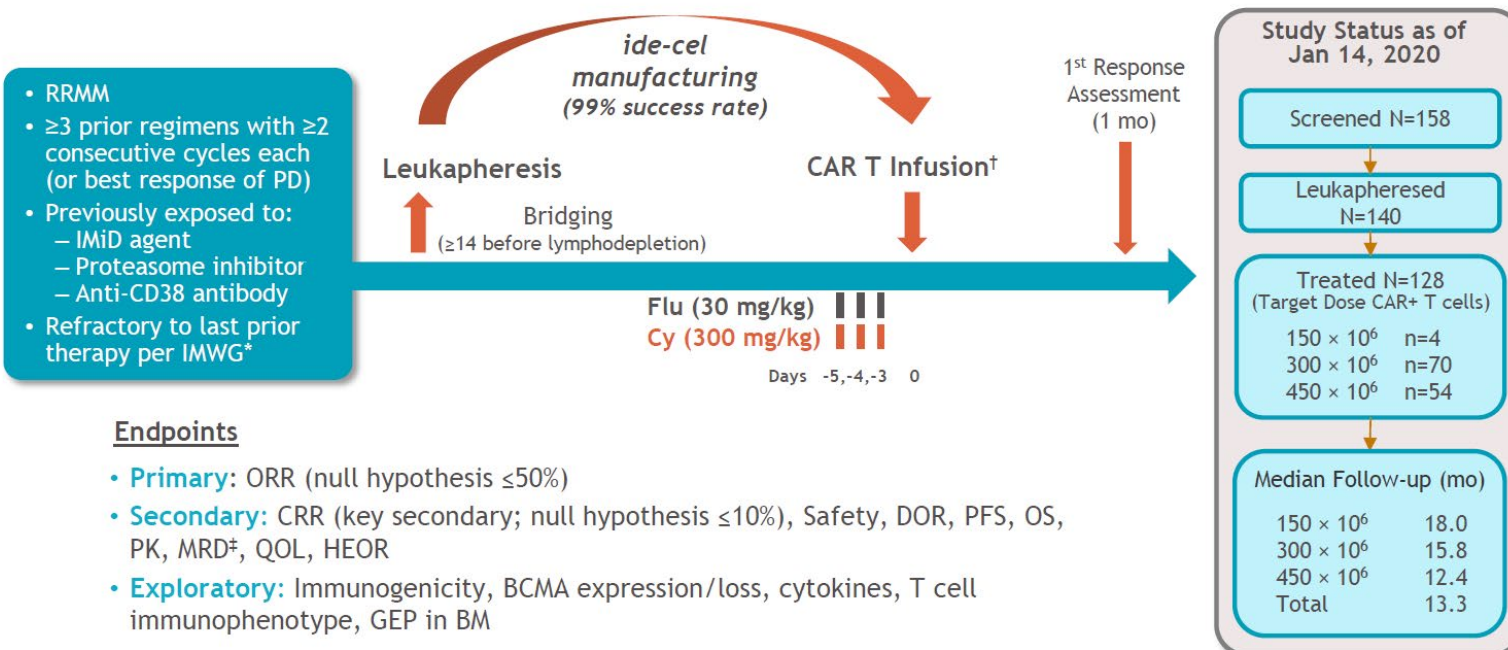 • RRMM
• ≥3 prior regimens with ≥2
consecutive cycles each
(or best response of PD)
• Previously exposed to:
– IMiD agent
– Proteasome inhibitor
– Anti-CD38 antibody
• Refractory to last prior
therapy per IMWG*
ide-cel
manufacturing
(99% success rate)
Leukapheresis
Bridging
(≥14 before lymphodepletion)
CAR T Infusion†
1st Response
Assessment
(1 mo)
Flu (30 mg/kg)
Cy (300 mg/kg)
Days -5,-4,-3 0
Endpoints
• Primary: ORR (null hypothesis ≤50%)
• Secondary: CRR (key secondary; null hypothesis ≤10%), Safety, DOR, PFS, OS,
PK, MRD‡, QOL, HEOR
• Exploratory: Immunogenicity, BCMA expression/loss, cytokines, T cell
immunophenotype, GEP in BM
Study Status as of
Jan 14, 2020
Screened N=158
Leukapheresed
N=140
Treated N=128
(Target Dose CAR+ T cells)
150 × 10⁶ n=4
300 × 10⁶ n=70
450 × 10⁶ n=54
Median Follow-up (mo)
150 × 10⁶ 18.0
300 × 10⁶ 15.8
450 × 10⁶ 12.4
Total 13.3